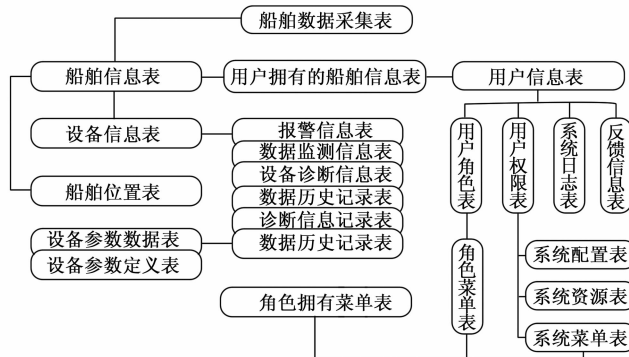 船舶数据采集表
船舶信息表
用户拥有的船舶信息表
用户信息表
设备信息表
报警信息表
数据监测信息表
设备诊断信息表
数据历史记录表
诊断信息记录表
数据历史记录表
船舶位置表
设备参数数据表
设备参数定义表
用户角色表
用户权限表
系统日志表
反馈信息表
角色菜单表
系统配置表
系统资源表
系统菜单表
角色拥有菜单表